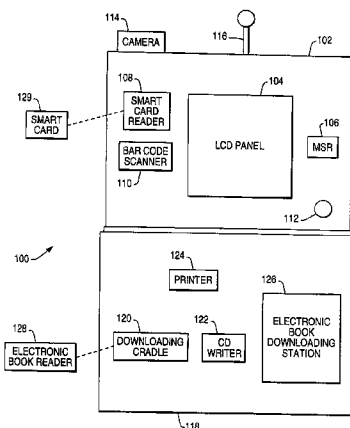 114
CAMERA
116
102
108
104
129
SMART
CARD
SMART
CARD
READER
106
LCD PANEL
MSR
BAR CODE
SCANNER
110
112
100
124
PRINTER
126
128
120
122
ELECTRONIC
BOOK
DOWNLOADING
STATION
ELECTRONIC
BOOK READER
DOWNLOADING
CRADLE
CD
WRITER
118